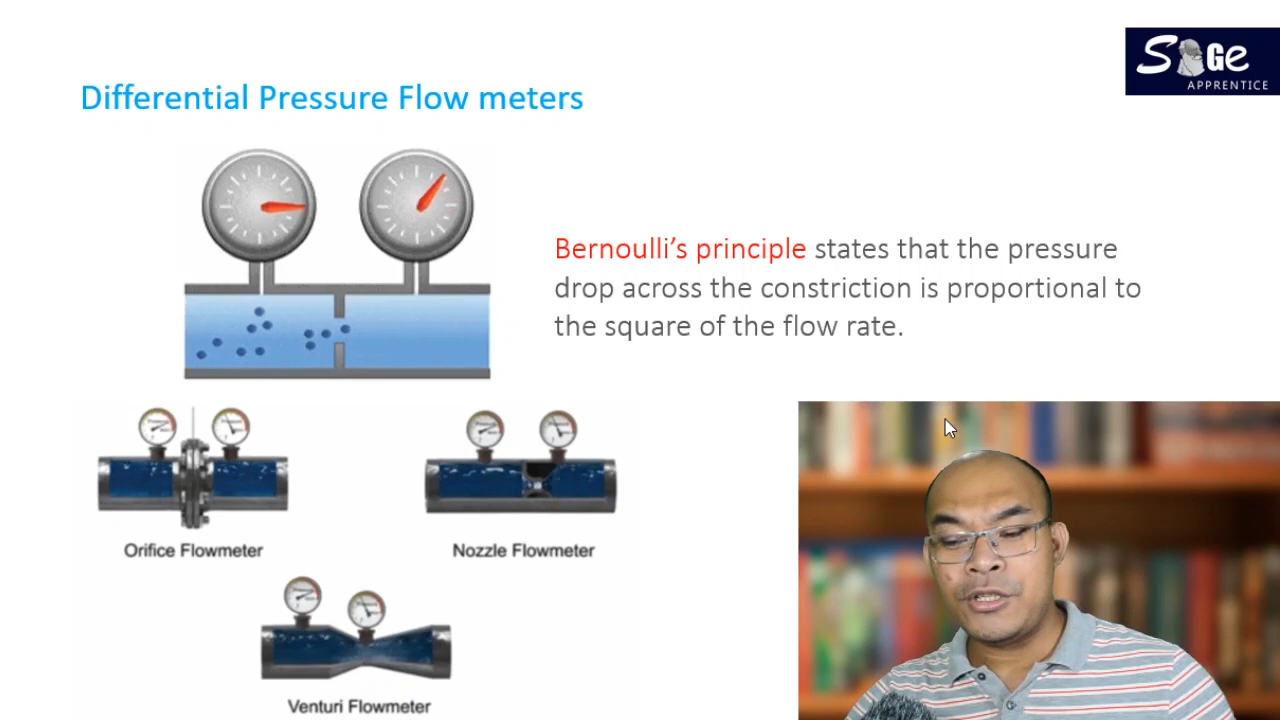 SAGe
APPRENTICE
Differential Pressure Flow meters
Bernoulli’s principle states that the pressure
drop across the constriction is proportional to
the square of the flow rate.
Orifice Flowmeter
Nozzle Flowmeter
Venturi Flowmeter